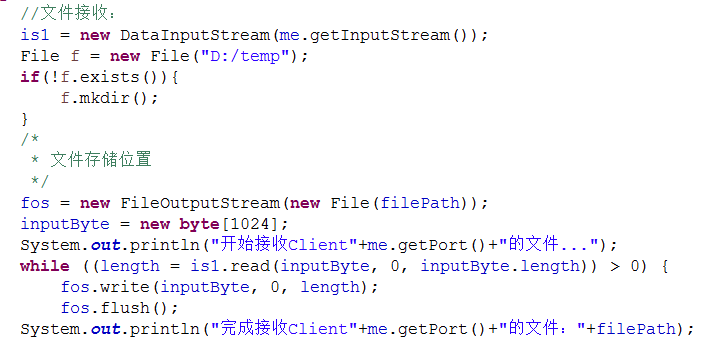 //文件接收：
is1 = new DataInputStream(me.getInputStream());
File f = new File("D:/temp");
if(!f.exists()){
    f.mkdir();
}
/*
 * 文件存储位置
 */
fos = new FileOutputStream(new File(filePath));
inputByte = new byte[1024];
System.out.println("开始接收Client"+me.getPort()+"的文件...");
while ((length = is1.read(inputByte, 0, inputByte.length)) > 0) {
    fos.write(inputByte, 0, length);
    fos.flush();
System.out.println("完成接收Client"+me.getPort()+"的文件："+filePath);